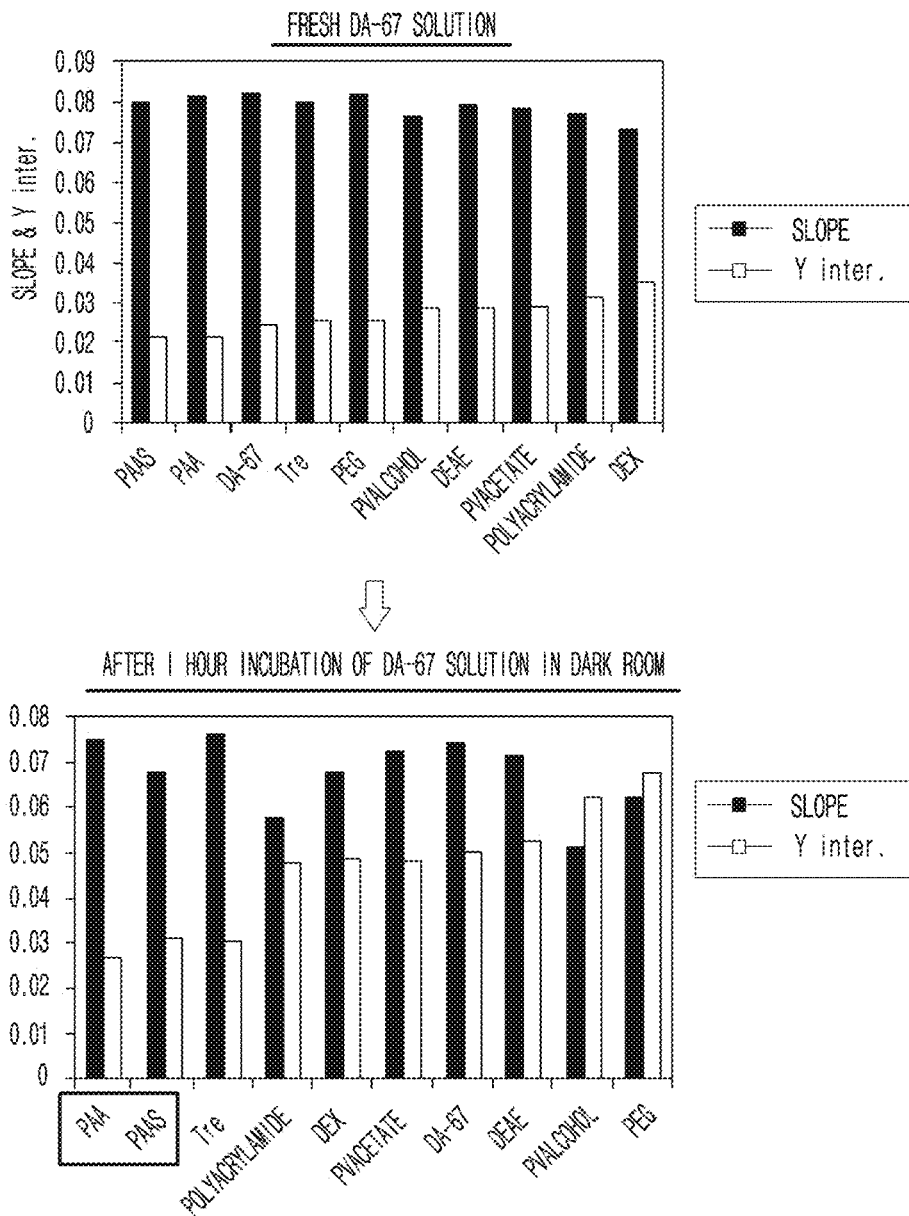 FRESH DA-67 SOLUTION
SLOPE & Y inter.
0.09
0.08
0.07
0.06
0.05
0.04
0.03
0.02
0.01
0
PAAS
PAA
DA-67
Tre
PEG
PVALCOHOL
DEAE
PVACETATE
POLYACRYLAMIDE
DEX
SLOPE
Y inter.
AFTER 1 HOUR INCUBATION OF DA-67 SOLUTION IN DARK ROOM
0.08
0.07
0.06
0.05
0.04
0.03
0.02
0.01
0
PAA
PAAS
Tre
POLYACRYLAMIDE
DEX
PVACETATE
DA-67
DEAE
PVALCOHOL
PEG
SLOPE
Y inter.